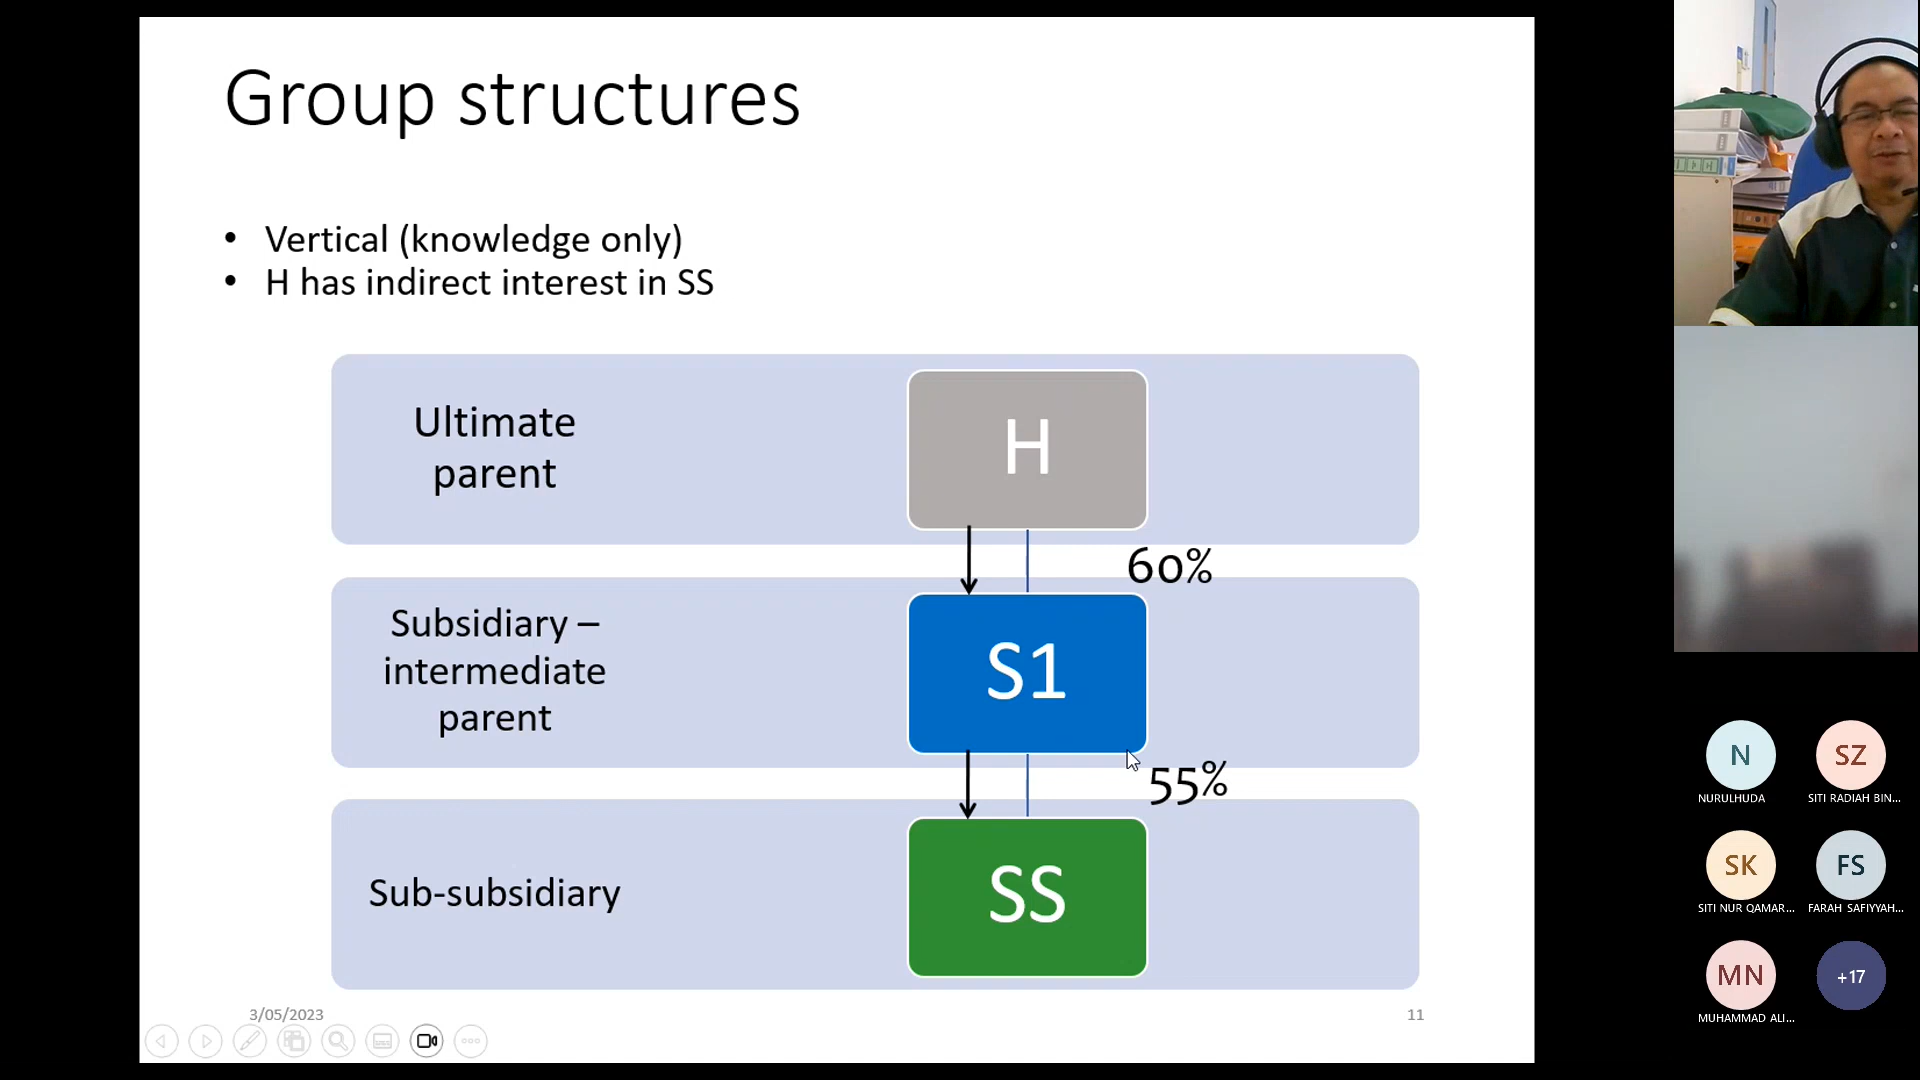 Group structures
• Vertical (knowledge only)
• H has indirect interest in SS
Ultimate
parent
H
60%
Subsidiary –
intermediate
parent
S1
55%
Sub-subsidiary
SS
3/05/2023
11
N
NURULHUDA
SZ
SITI RADIAH BIN...
SK
SITI NUR QAMAR...
FS
FARAH SAFIYYAH...
MN
MUHAMMAD ALI...
+17